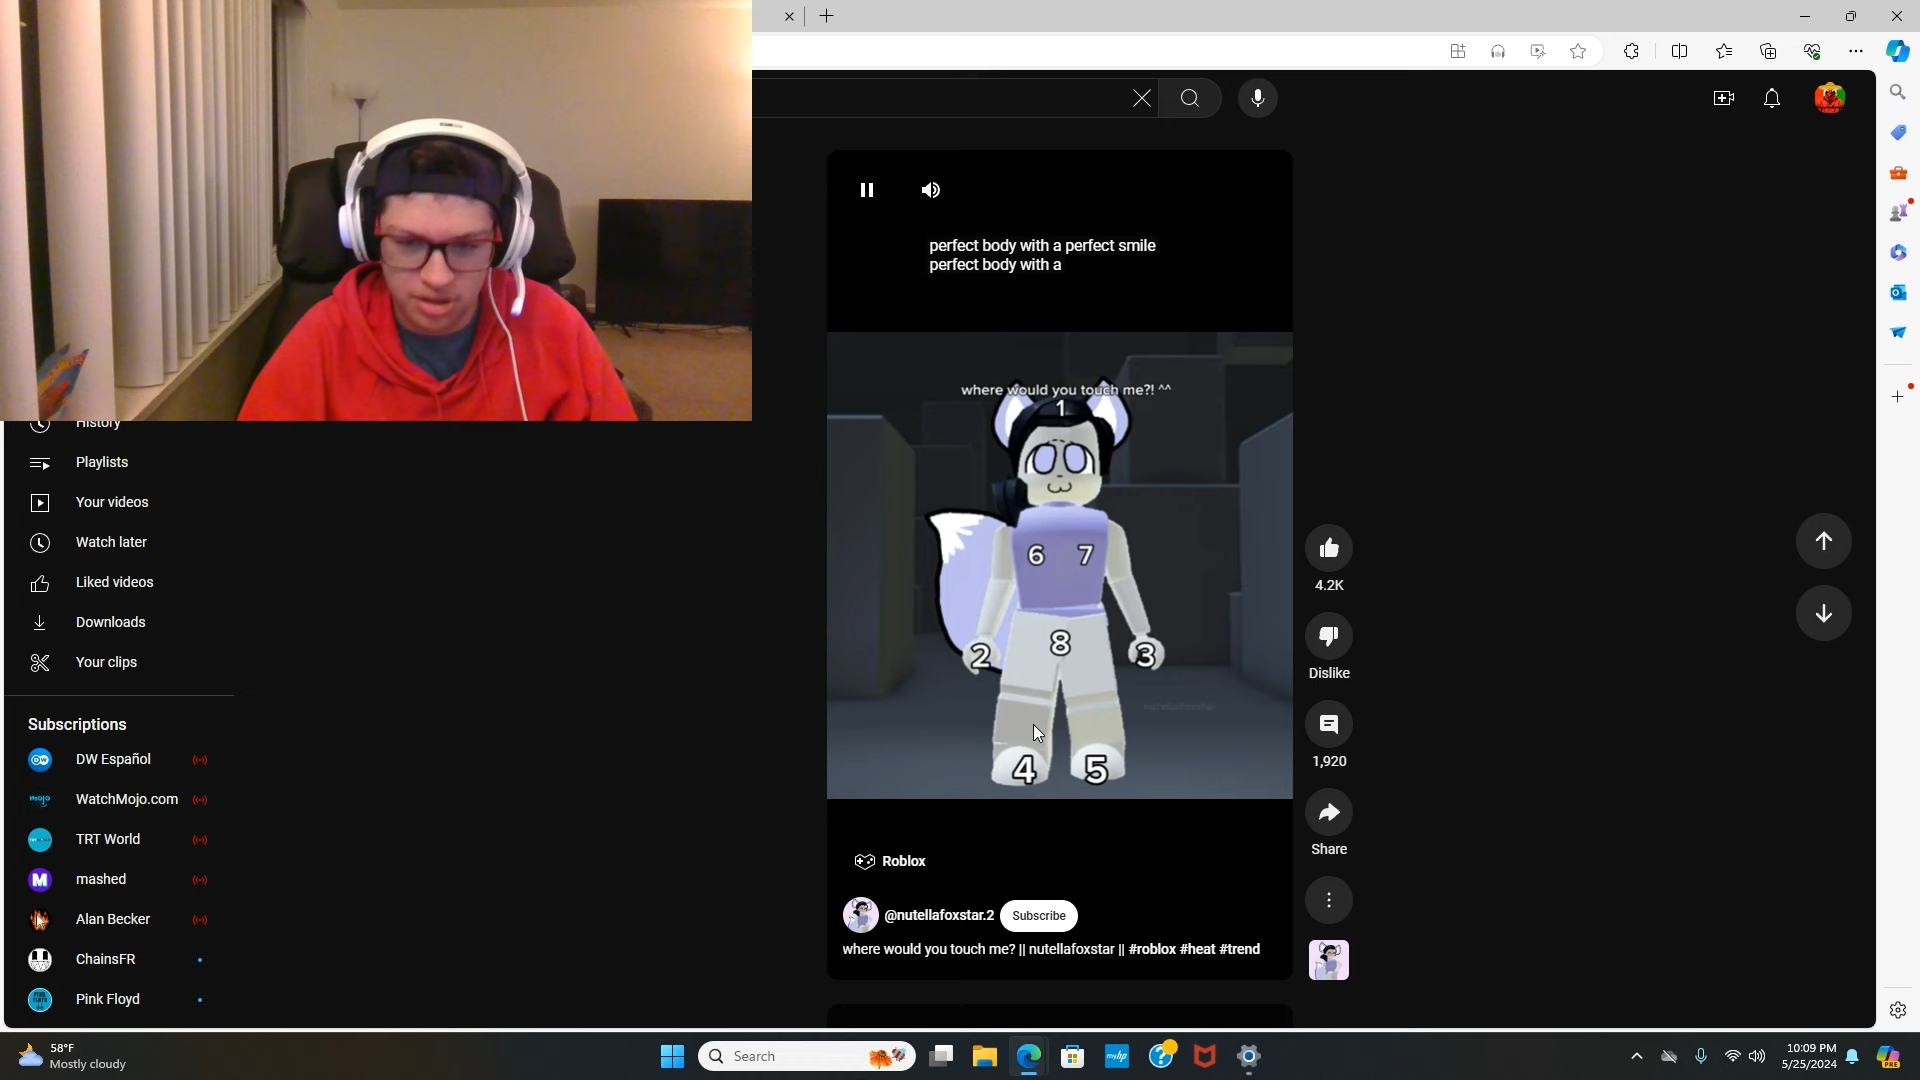 perfect body with a perfect smile
perfect body with a
where would you touch me?! ^^
1
6 7
8
2 3
4 5
4.2K
Dislike
1,920
Share
Roblox
@nutellafoxstar.2 Subscribe
where would you touch me? || nutellafoxstar || #roblox #heat #trend
History
Playlists
Your videos
Watch later
Liked videos
Downloads
Your clips
Subscriptions
DW Español
WatchMojo.com
TRT World
mashed
Alan Becker
ChainsFR
Pink Floyd
58°F
Mostly cloudy
Search
10:09 PM
5/25/2024